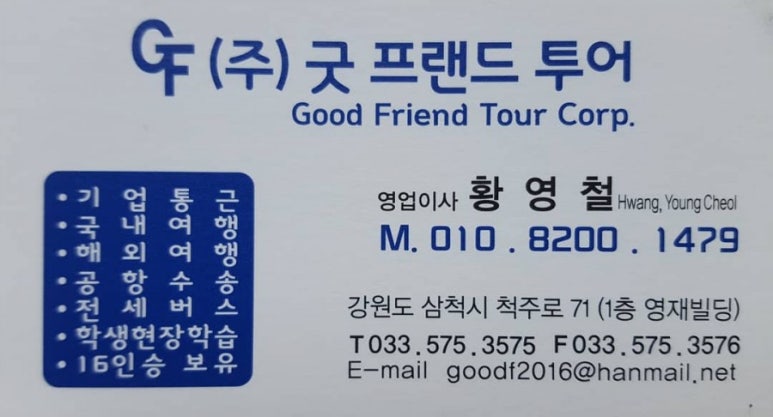 GF (주) 굿 프랜드 투어
Good Friend Tour Corp.
영업이사 황 영 철 Hwang, Young Cheol
M. 010 . 8200 . 1479
• 기 업 통 근
• 국 내 여 행
• 해 외 여 행
• 공 항 수 송
• 전 세 버 스
• 학생현장학습
• 16인승 보유
강원도 삼척시 척주로 71 (1층 영재빌딩)
T 033 . 575 . 3575 F 033 . 575 . 3576
E-mail goodf2016@hanmail.net